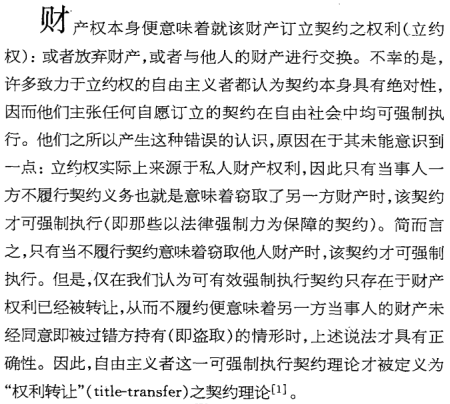 财产权本身便意味着就该财产订立契约之权利(立约
权)：或者放弃财产,或者与他人的财产进行交换。不幸的是,
许多致力于立约权的自由主义者都认为契约本身具有绝对性,
因而他们主张任何自愿订立的契约在自由社会中均可强制执
行。他们之所以产生这种错误的认识,原因在于其未能意识到
一点：立约权实际上来源于私人财产权利,因此只有当事人一
方不履行契约义务也就是意味着窃取了另一方财产时,该契约
才可强制执行(即那些以法律强制力为保障的契约)。简而言
之,只有当不履行契约意味着窃取他人财产时,该契约才可强制
执行。但是,仅在我们认为可有效强制执行契约只存在于财产
权利已经被转让,从而不履约便意味着另一方当事人的财产未
经同意即被过错方持有(即盗取)的情形时,上述说法才具有正
确性。因此,自由主义者这一可强制执行契约理论才被定义为
“权利转让”(title-transfer)之契约理论[1]。